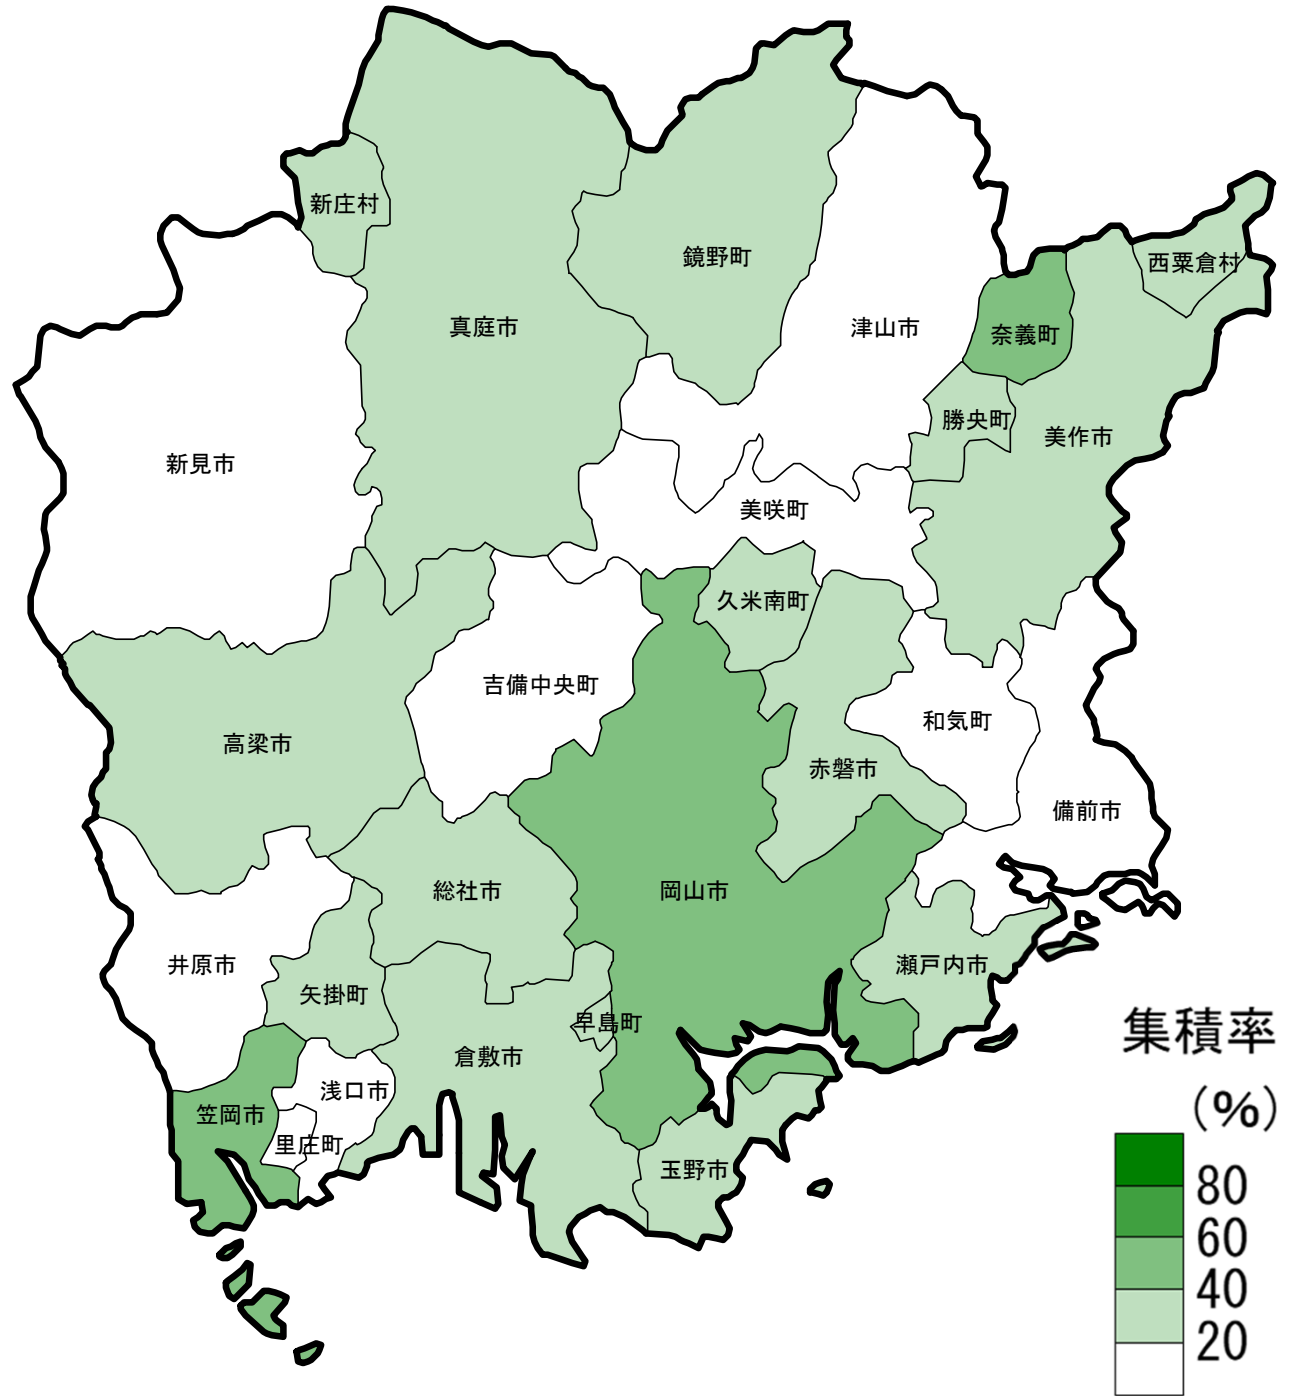 新庄村
鏡野町
西粟倉村
真庭市
津山市
奈義町
勝央町
美作市
新見市
美咲町
久米南町
吉備中央町
和気町
高梁市
赤磐市
備前市
総社市
岡山市
井原市
矢掛町
瀬戸内市
早島町
倉敷市
浅口市
笠岡市
里庄町
玉野市
集積率
(%)
80
60
40
20